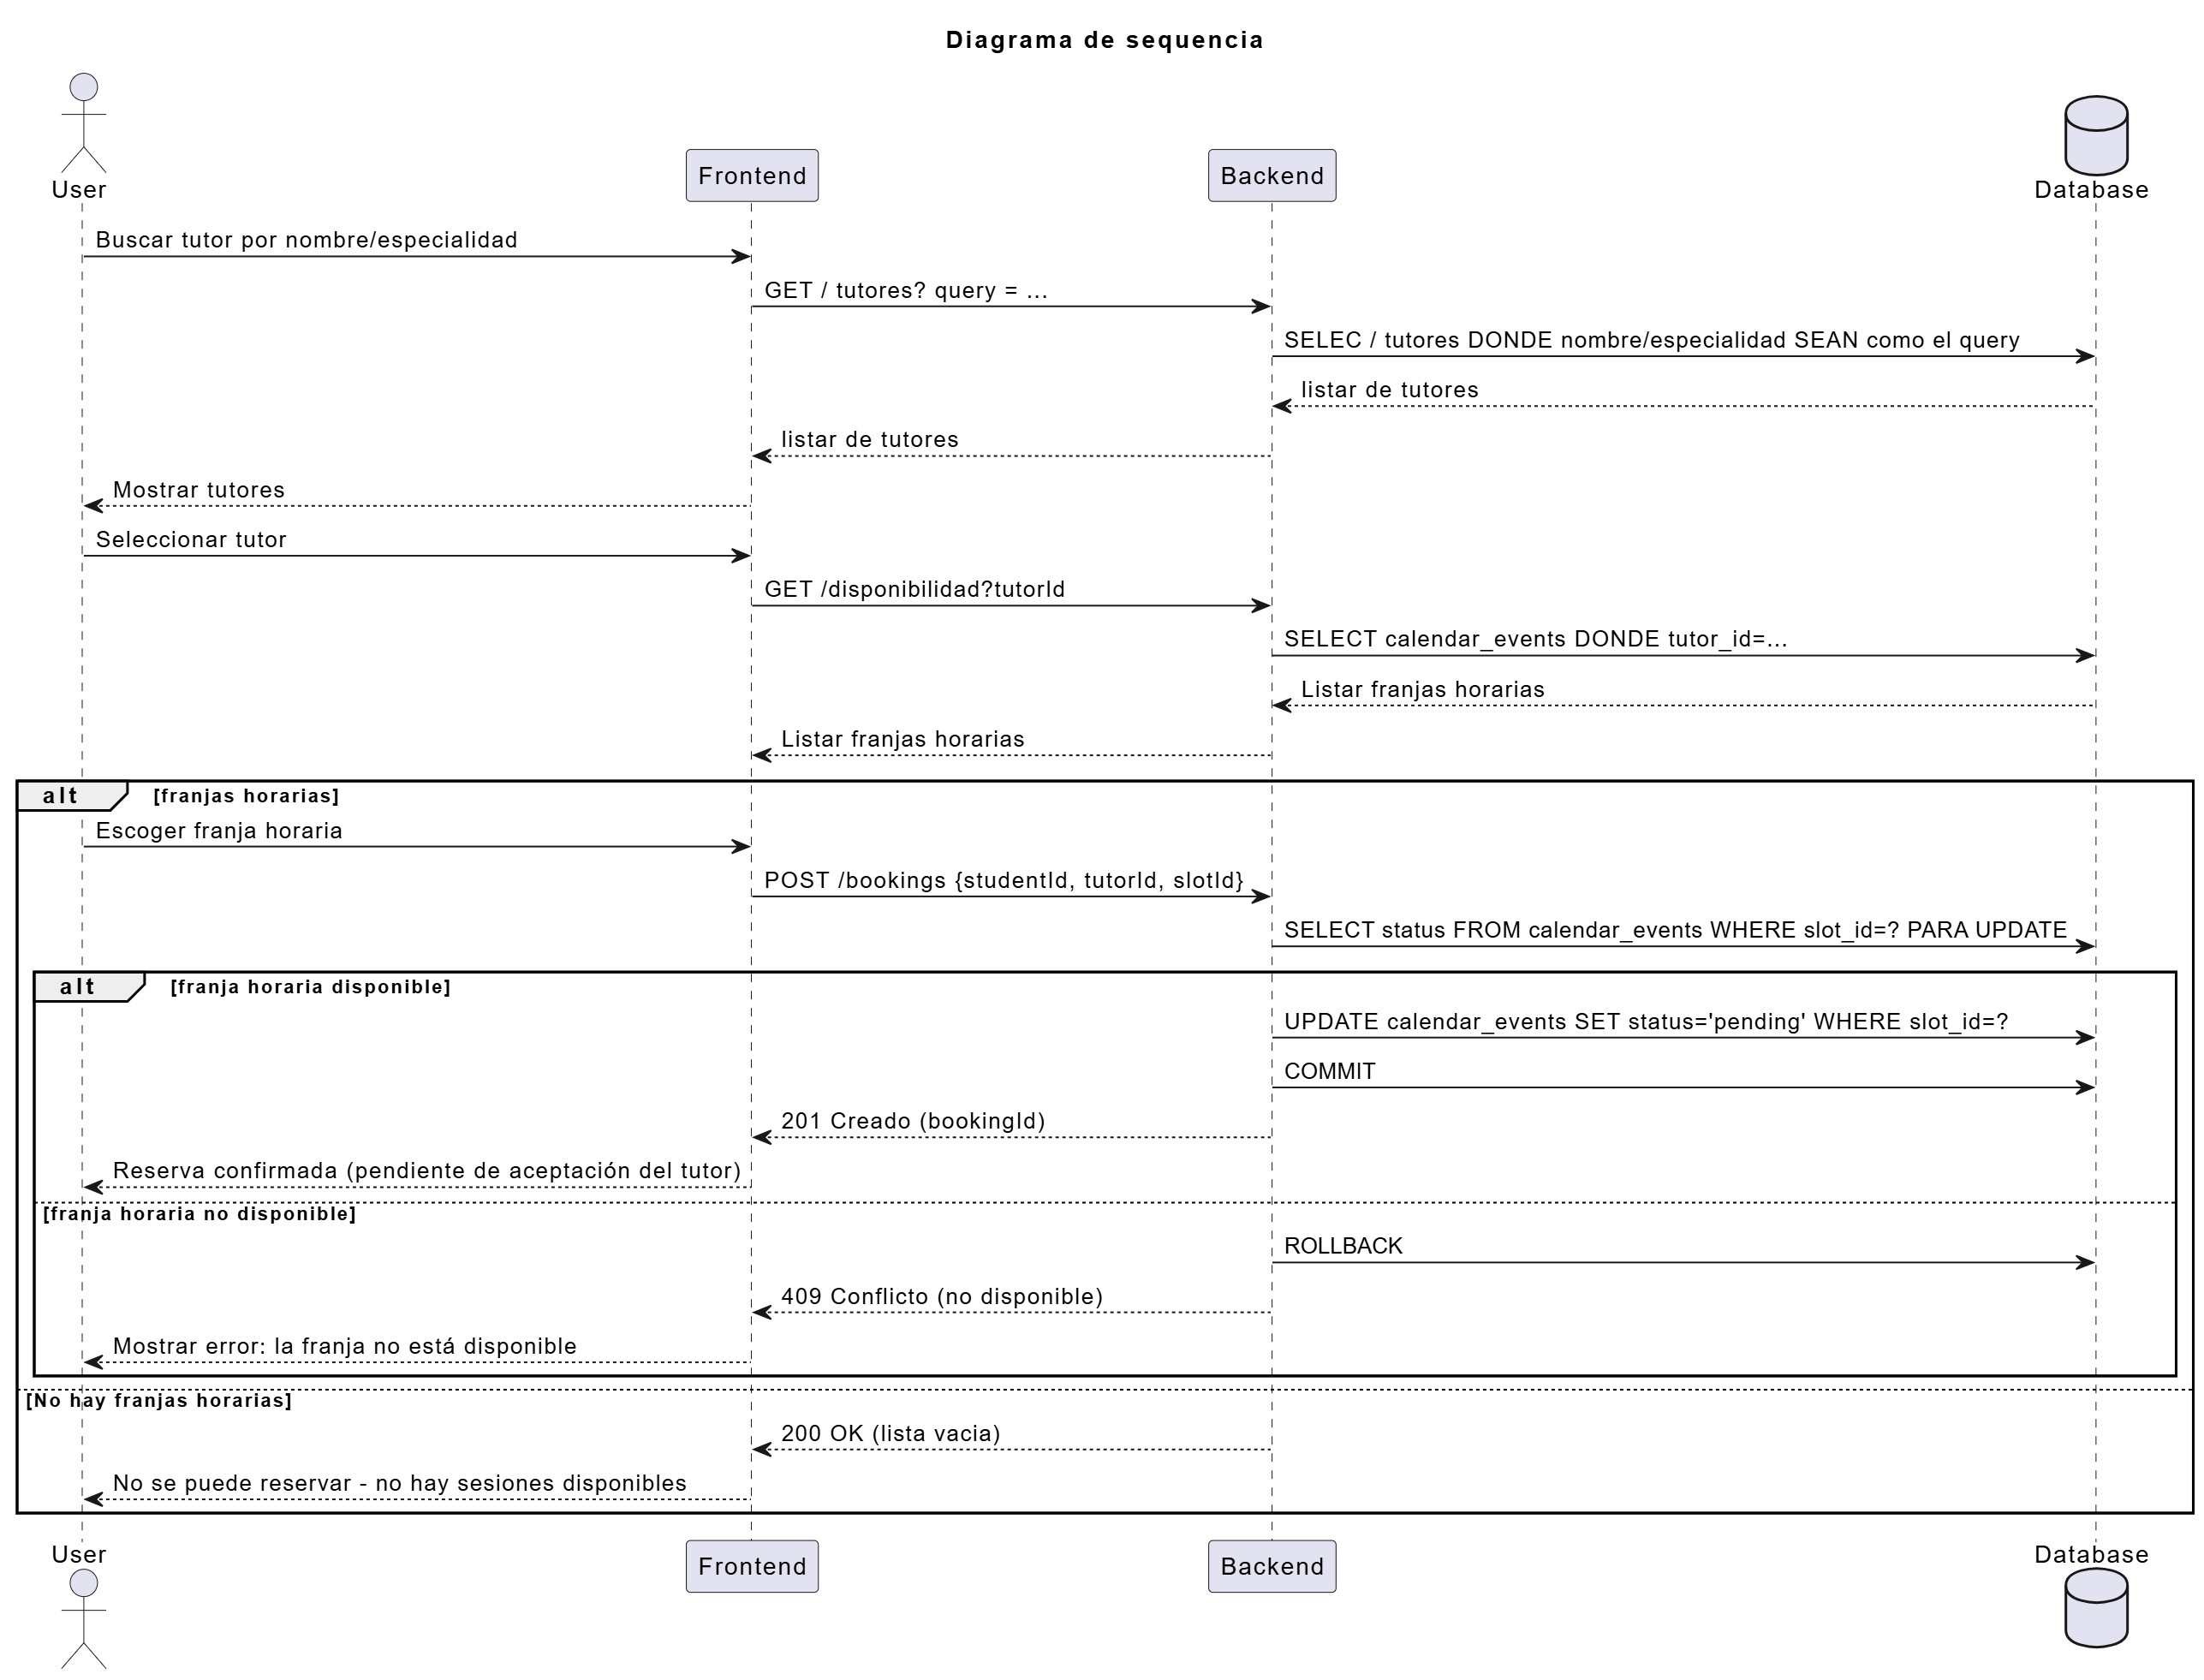 Diagrama de sequencia
User
Frontend
Backend
Database
Buscar tutor por nombre/especialidad
GET / tutores? query = ...
SELEC / tutores DONDE nombre/especialidad SEAN como el query
listar de tutores
listar de tutores
Mostrar tutores
Seleccionar tutor
GET /disponibilidad?tutorId
SELECT calendar_events DONDE tutor_id=...
Listar franjas horarias
Listar franjas horarias
alt [franjas horarias]
Escoger franja horaria
POST /bookings {studentId, tutorId, slotId}
SELECT status FROM calendar_events WHERE slot_id=? PARA UPDATE
alt [franja horaria disponible]
UPDATE calendar_events SET status='pending' WHERE slot_id=?
COMMIT
201 Creado (bookingId)
Reserva confirmada (pendiente de aceptación del tutor)
[franja horaria no disponible]
ROLLBACK
409 Conflicto (no disponible)
Mostrar error: la franja no está disponible
[No hay franjas horarias]
200 OK (lista vacia)
No se puede reservar - no hay sesiones disponibles
User
Frontend
Backend
Database